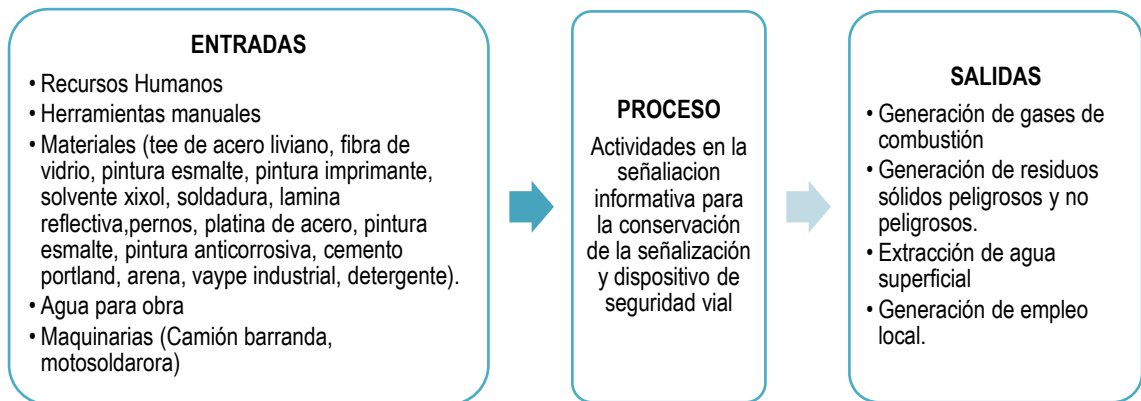 ENTRADAS
• Recursos Humanos
• Herramientas manuales
• Materiales (tee de acero liviano, fibra de
vidrio, pintura esmalte, pintura imprimante,
solvente xixol, soldadura, lamina
reflectiva,pernos, platina de acero, pintura
esmalte, pintura anticorrosiva, cemento
portland, arena, vaype industrial, detergente).
• Agua para obra
• Maquinarias (Camión barranda,
motosoldarora)
PROCESO
Actividades en la
señaliacion
informativa para
la conservación
de la señalización
y dispositivo de
seguridad vial
SALIDAS
• Generación de gases de
combustión
• Generación de residuos
sólidos peligrosos y no
peligrosos.
• Extracción de agua
superficial
• Generación de empleo
local.